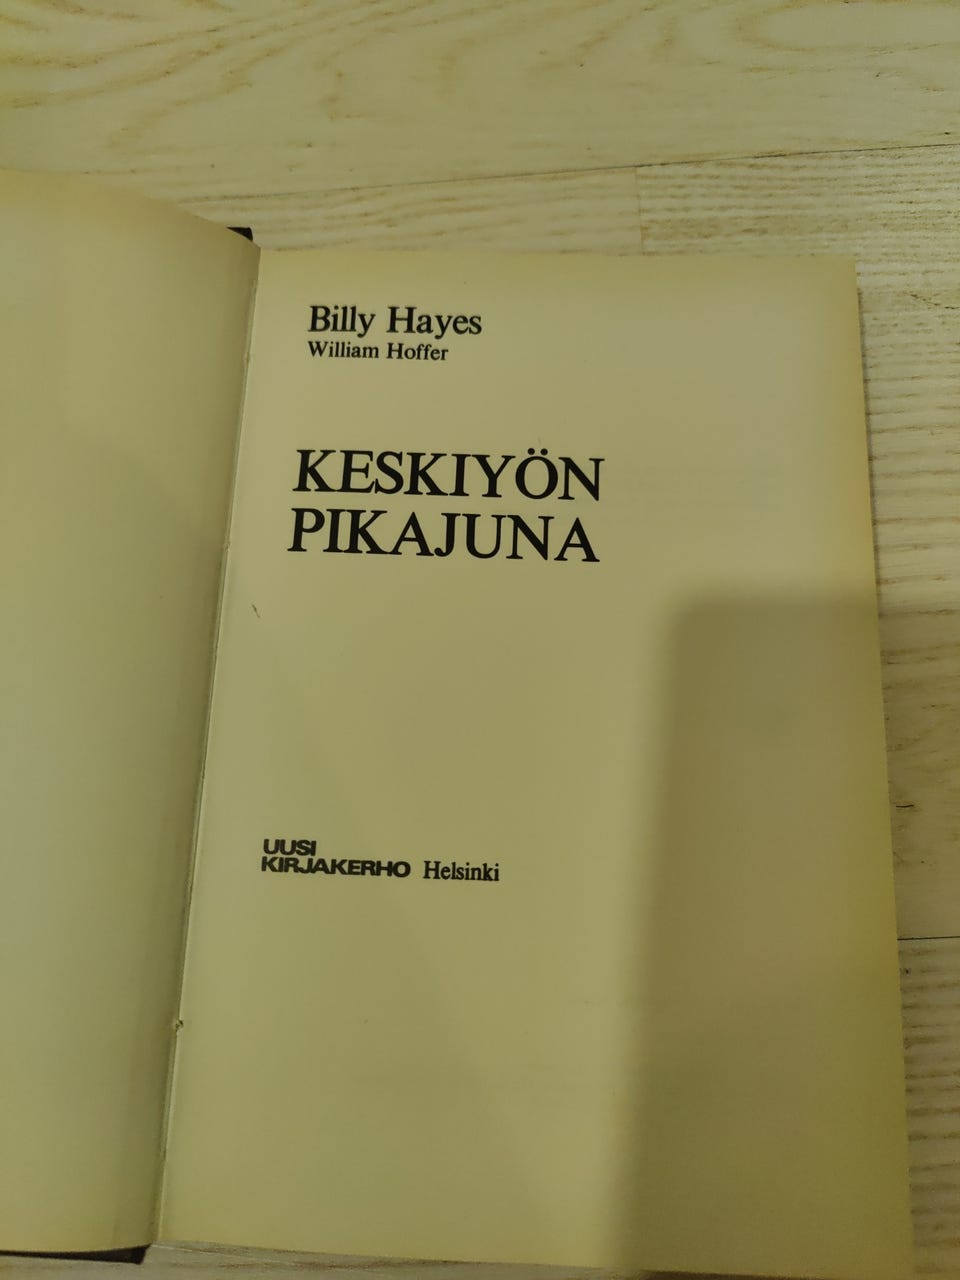 Billy Hayes
William Hoffer
KESKIYÖN
PIKAJUNA
UUSI
KIRJAKERHO Helsinki